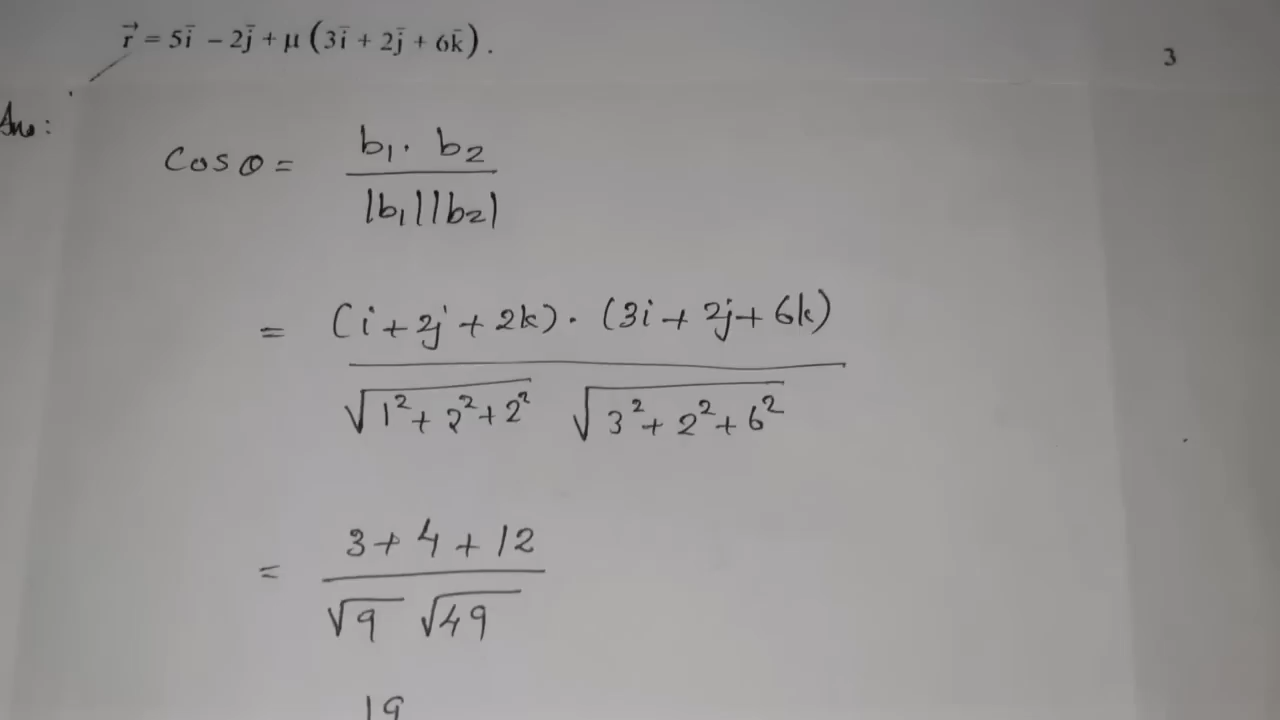 r⃗ = 5i̅ − 2j̅ + μ (3i̅ + 2j̅ + 6k̅) .
3
Ans :
Cos θ = b₁ . b₂ / |b₁| |b₂|
= (i + 2j + 2k) . (3i + 2j + 6k) / √(1² + 2² + 2²) √(3² + 2² + 6²)
= 3 + 4 + 12 / √9 √49
19